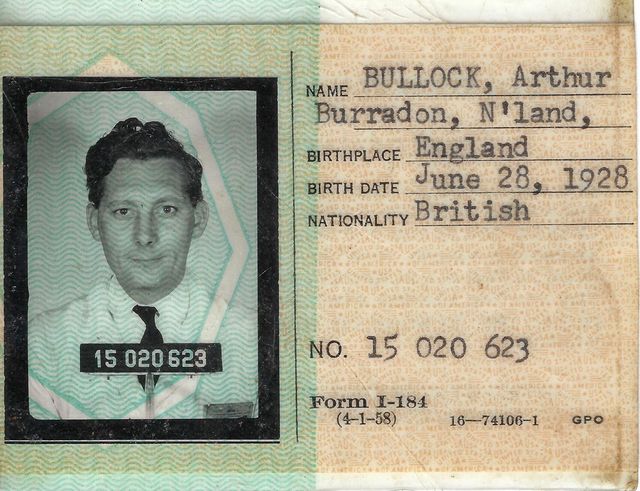 NAME BULLOCK, Arthur
Burradon, N'land,
BIRTHPLACE England
BIRTH DATE June 28, 1928
NATIONALITY British
15 020 623
NO. 15 020 623
Form I-184
(4-1-58) 16—74106-1 GPO